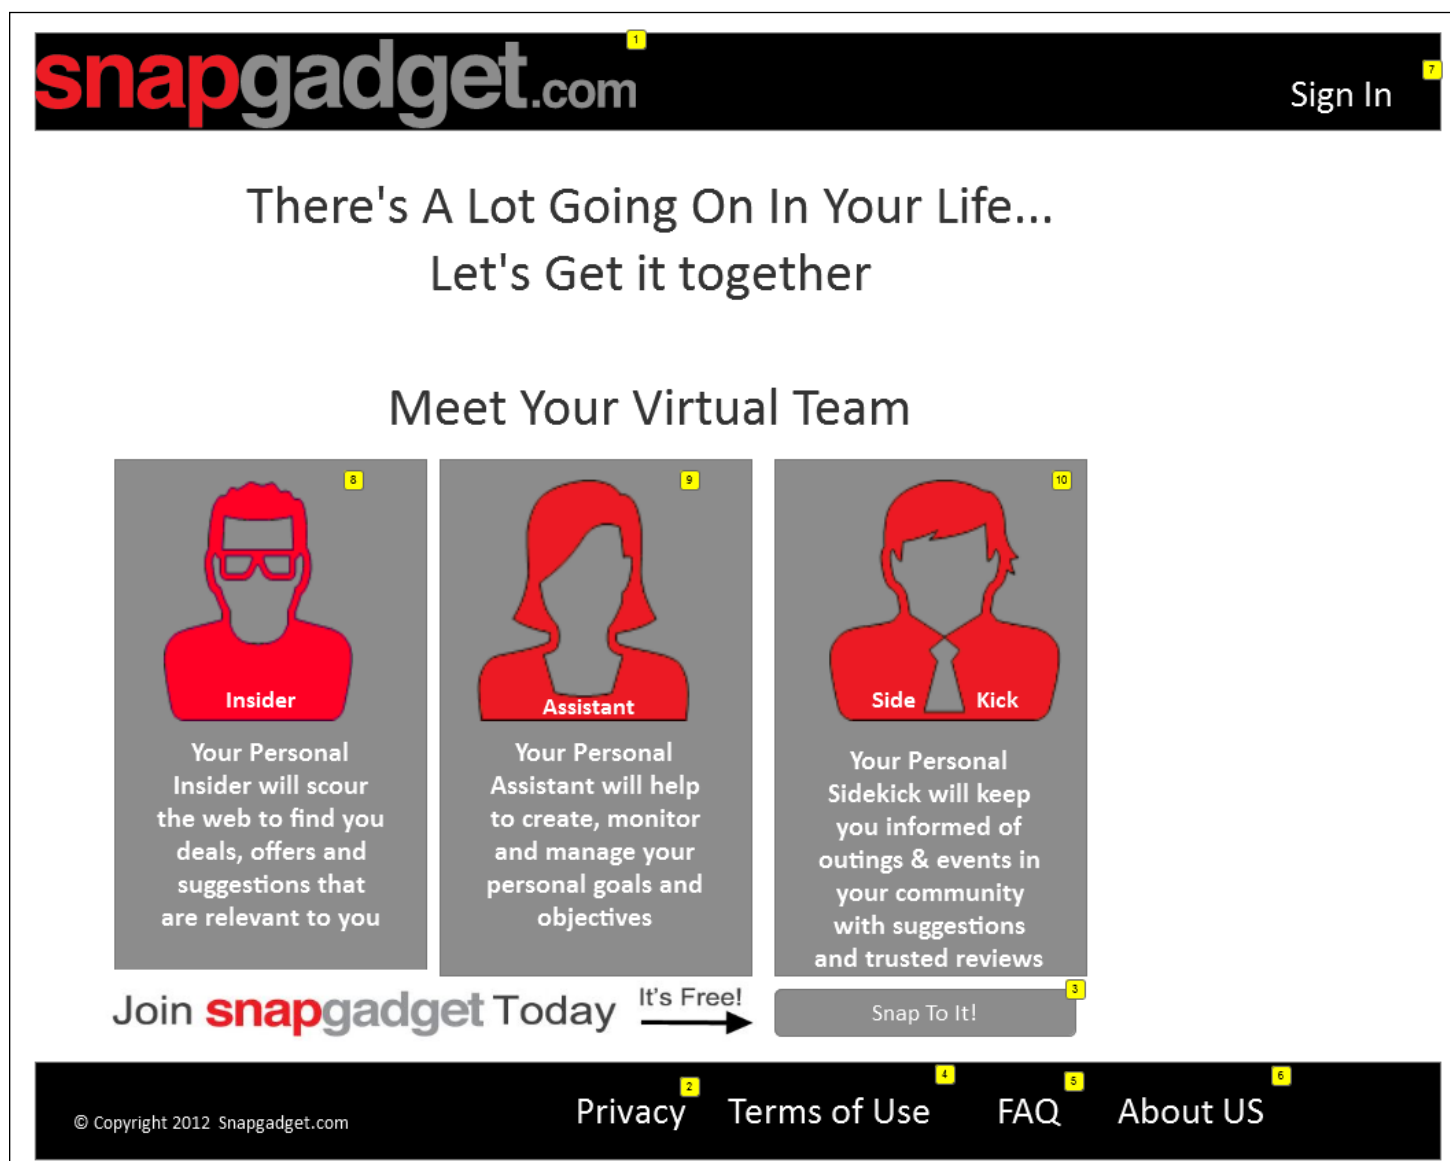 1
snapgadget.com
7
Sign In
There's A Lot Going On In Your Life...
Let's Get it together
Meet Your Virtual Team
8
Insider
Your Personal
Insider will scour
the web to find you
deals, offers and
suggestions that
are relevant to you
9
Assistant
Your Personal
Assistant will help
to create, monitor
and manage your
personal goals and
objectives
10
Side Kick
Your Personal
Sidekick will keep
you informed of
outings & events in
your community
with suggestions
and trusted reviews
Join snapgadget Today It's Free!
3
Snap To It!
© Copyright 2012 Snapgadget.com
2
Privacy
4
Terms of Use
5
FAQ
6
About US